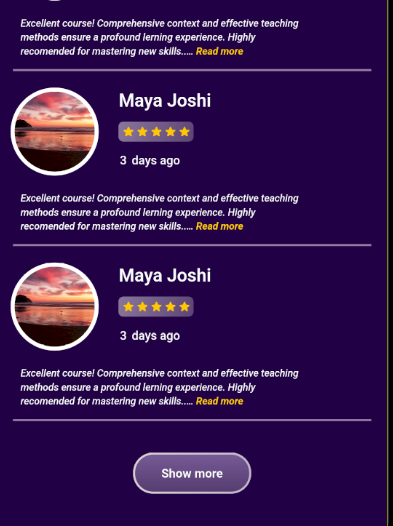 Excellent course! Comprehensive context and effective teaching
methods ensure a profound lerning experience. Highly
recomended for mastering new skills..... Read more
Maya Joshi
3 days ago
Excellent course! Comprehensive context and effective teaching
methods ensure a profound lerning experience. Highly
recomended for mastering new skills..... Read more
Maya Joshi
3 days ago
Excellent course! Comprehensive context and effective teaching
methods ensure a profound lerning experience. Highly
recomended for mastering new skills..... Read more
Show more